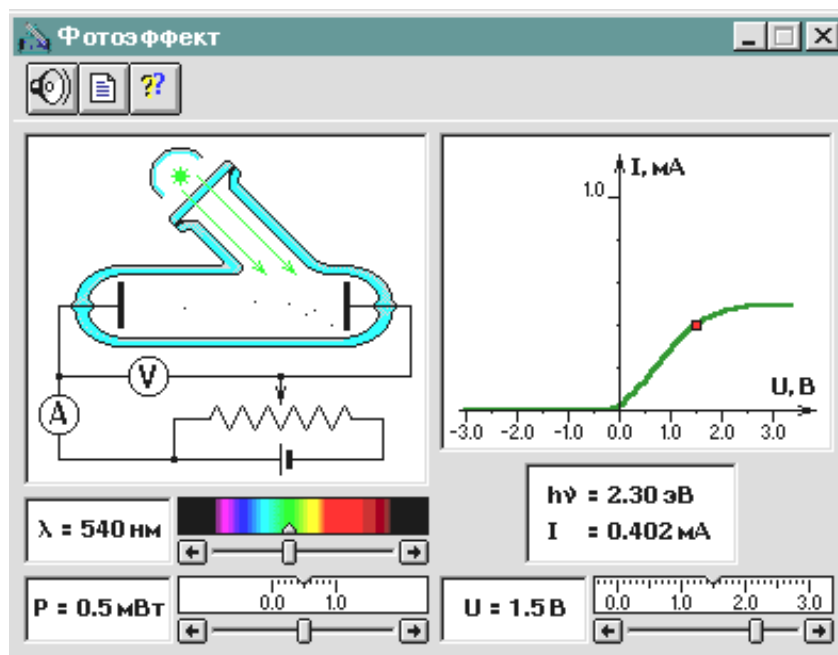 Фотоэффект
??
I, мА
1.0
U, В
-3.0 -2.0 -1.0 0.0 1.0 2.0 3.0
V
A
hν = 2.30 эВ
I = 0.402 мА
λ = 540 нм
P = 0.5 мВт
0.0 1.0
U = 1.5 В
0.0 1.0 2.0 3.0